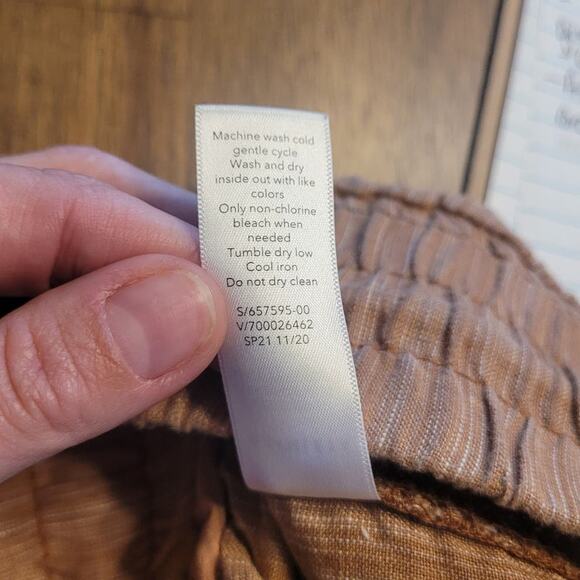 Machine wash cold
gentle cycle
Wash and dry
inside out with like
colors
Only non-chlorine
bleach when
needed
Tumble dry low
Cool iron
Do not dry clean
S/657595-00
V/700026462
SP21 11/20